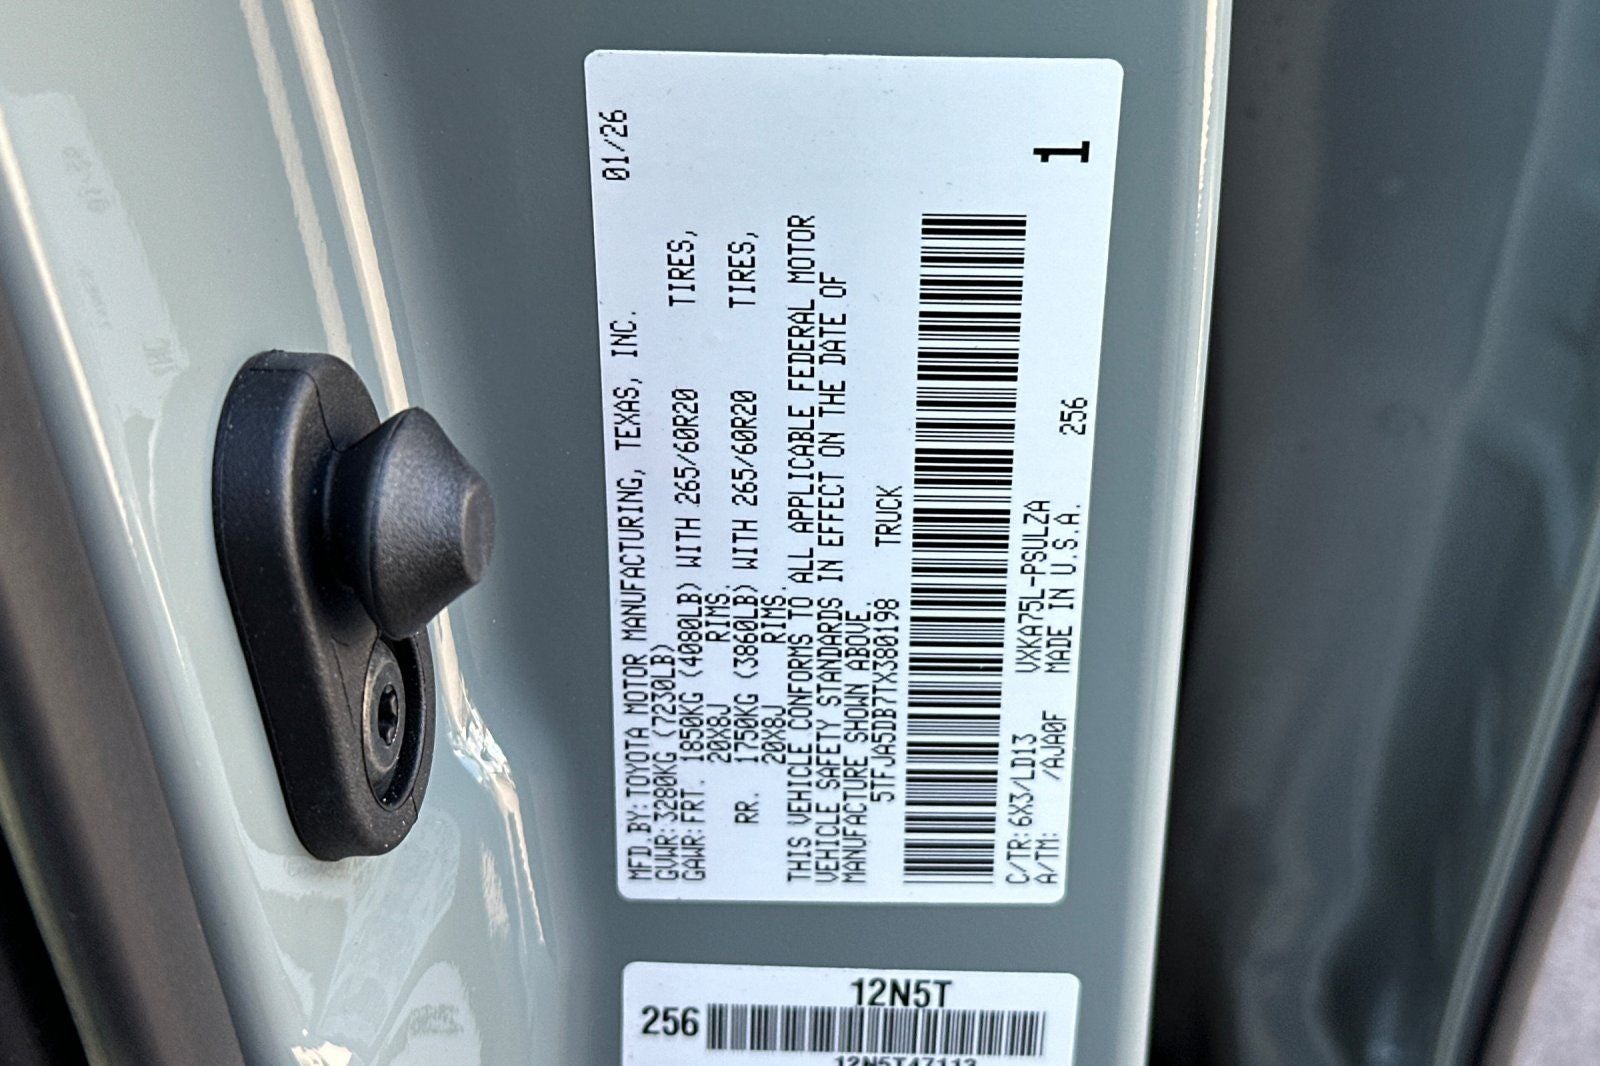 01/26
MFD.BY:TOYOTA MOTOR MANUFACTURING, TEXAS, INC.
GVWR:3280KG (7230LB)
GAWR:FRT. 1850KG (4080LB) WITH 265/60R20 TIRES,
20X8J RIMS.
RR. 1750KG (3860LB) WITH 265/60R20 TIRES,
20X8J RIMS.
THIS VEHICLE CONFORMS TO ALL APPLICABLE FEDERAL MOTOR
VEHICLE SAFETY STANDARDS IN EFFECT ON THE DATE OF
MANUFACTURE SHOWN ABOVE.
5TFJA5DB7TX380198 TRUCK
1
C/TR:6X3/LD13 VXKA75L-PSULZA
A/TM: /AJA0F MADE IN U.S.A. 256
12N5T
256
12N5T47113